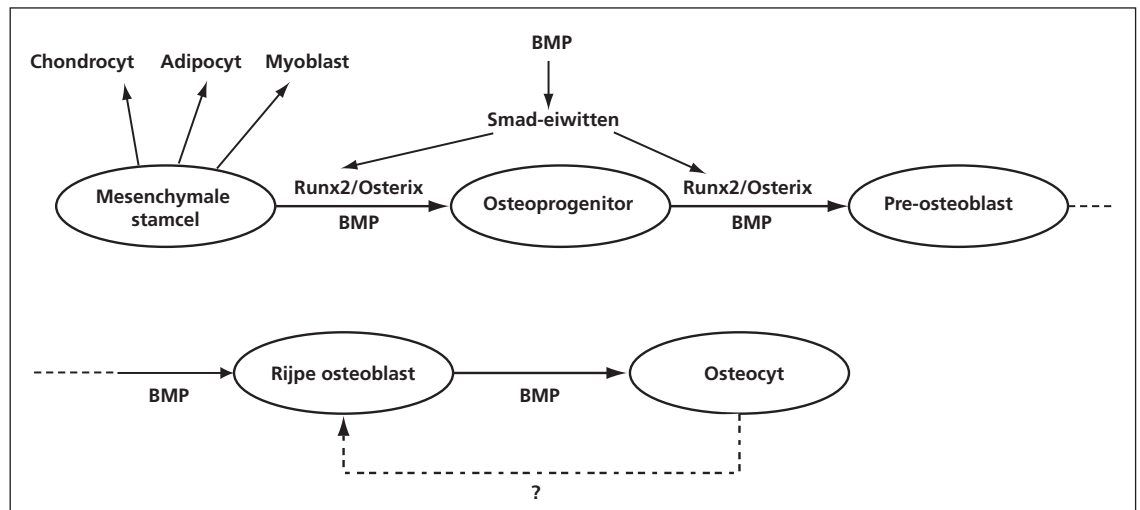 BMP
Chondrocyt Adipocyt Myoblast
Smad-eiwitten
Mesenchymale
stamcel
Runx2/Osterix
BMP
Osteoprogenitor
Runx2/Osterix
BMP
Pre-osteoblast
BMP
Rijpe osteoblast
BMP
Osteocyt
?